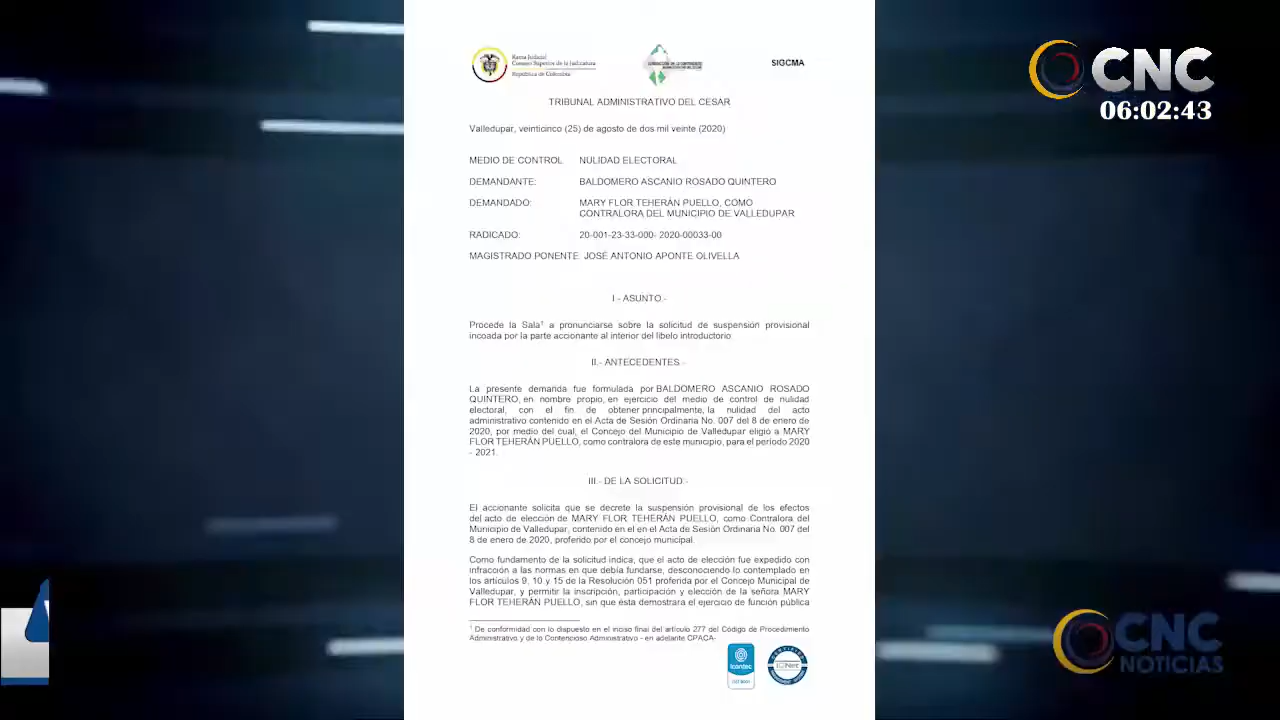 Rama Judicial
Consejo Superior de la Judicatura
República de Colombia
SIGCMA
CNC
06:02:43
TRIBUNAL ADMINISTRATIVO DEL CESAR
Valledupar, veinticinco (25) de agosto de dos mil veinte (2020)
MEDIO DE CONTROL NULIDAD ELECTORAL
DEMANDANTE: BALDOMERO ASCANIO ROSADO QUINTERO
DEMANDADO: MARY FLOR TEHERÁN PUELLO, COMO
CONTRALORA DEL MUNICIPIO DE VALLEDUPAR
RADICADO: 20-001-23-33-000- 2020-00033-00
MAGISTRADO PONENTE: JOSÉ ANTONIO APONTE OLIVELLA
I.- ASUNTO.-
Procede la Sala¹ a pronunciarse sobre la solicitud de suspensión provisional
incoada por la parte accionante al interior del libelo introductorio
II.- ANTECEDENTES.-
La presente demanda fue formulada por BALDOMERO ASCANIO ROSADO
QUINTERO, en nombre propio, en ejercicio del medio de control de nulidad
electoral, con el fin de obtener principalmente, la nulidad del acto
administrativo contenido en el Acta de Sesión Ordinaria No. 007 del 8 de enero de
2020, por medio del cual, el Concejo del Municipio de Valledupar eligió a MARY
FLOR TEHERÁN PUELLO, como contralora de este municipio, para el período 2020
- 2021.
III.- DE LA SOLICITUD.-
El accionante solicita que se decrete la suspensión provisional de los efectos
del acto de elección de MARY FLOR TEHERÁN PUELLO, como Contralora del
Municipio de Valledupar, contenido en el en el Acta de Sesión Ordinaria No. 007 del
8 de enero de 2020, proferido por el concejo municipal.
Como fundamento de la solicitud indica, que el acto de elección fue expedido con
infracción a las normas en que debía fundarse, desconociendo lo contemplado en
los artículos 9, 10 y 15 de la Resolución 051 proferida por el Concejo Municipal de
Valledupar, y permitir la inscripción, participación y elección de la señora MARY
FLOR TEHERÁN PUELLO, sin que ésta demostrara el ejercicio de función pública
¹ De conformidad con lo dispuesto en el inciso final del artículo 277 del Código de Procedimiento
Administrativo y de lo Contencioso Administrativo - en adelante CPACA-
icontec
CNC
NOTICIAS